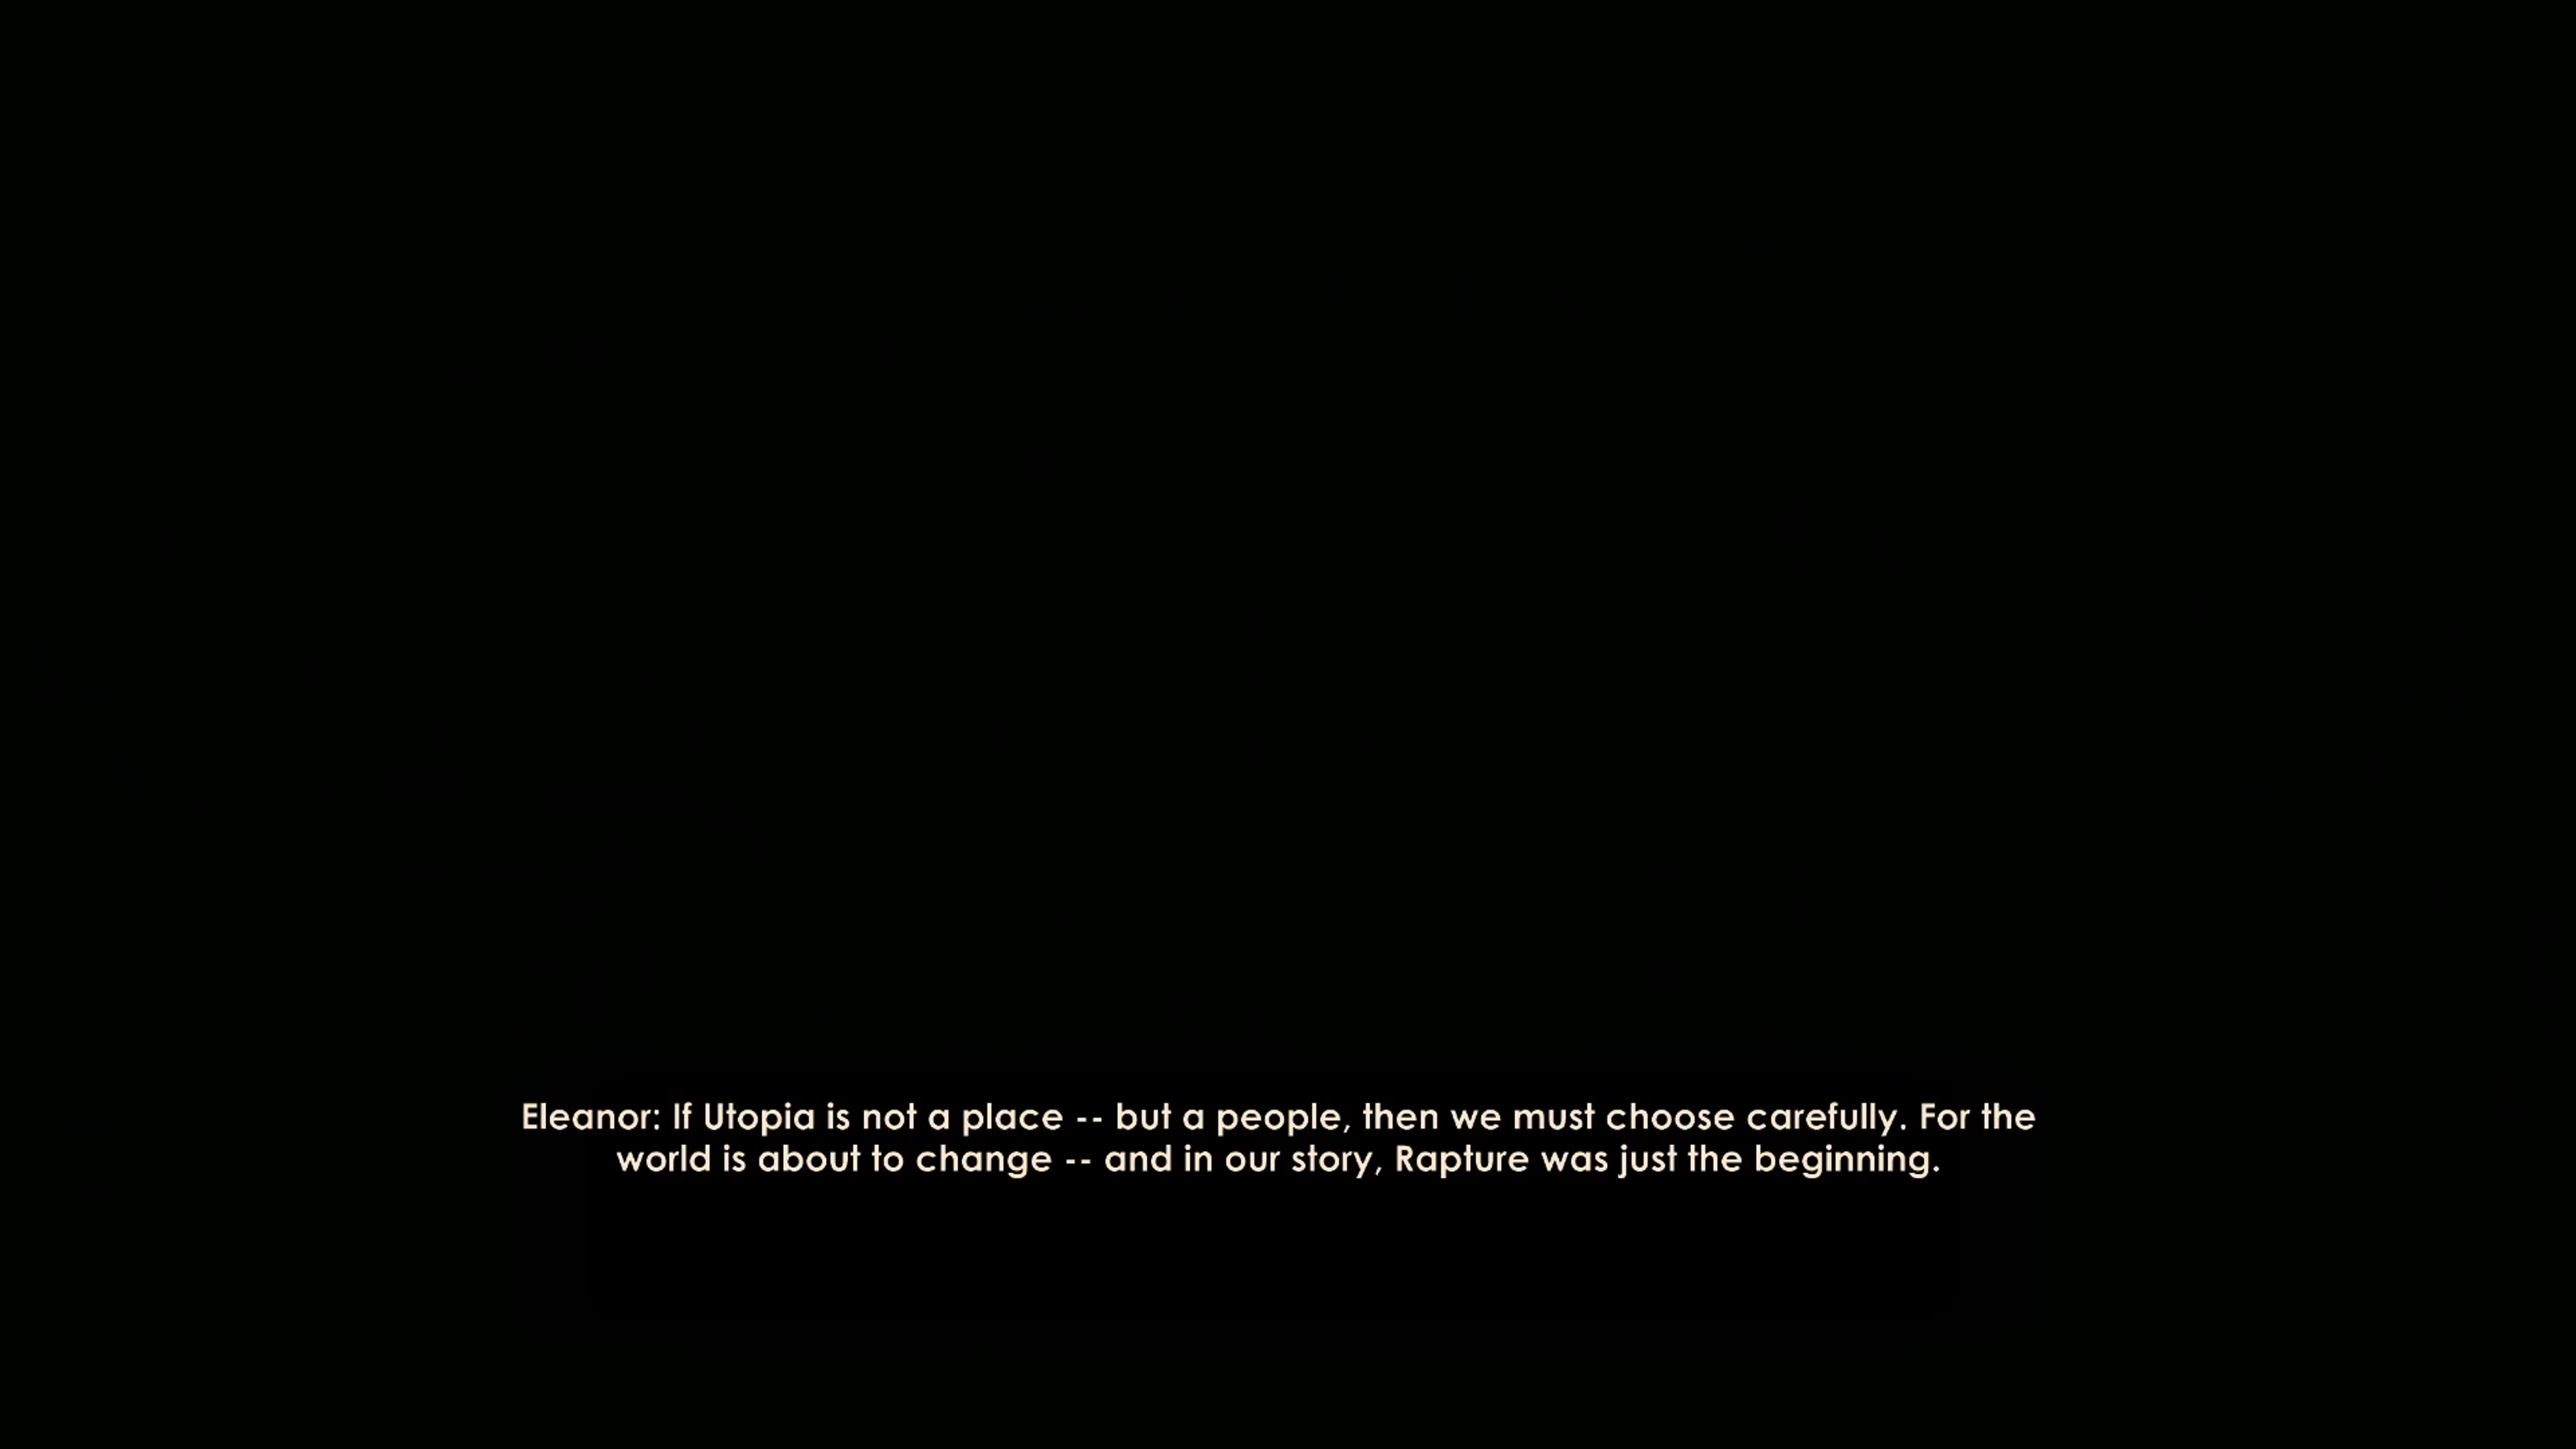 Eleanor: If Utopia is not a place -- but a people, then we must choose carefully. For the
world is about to change -- and in our story, Rapture was just the beginning.